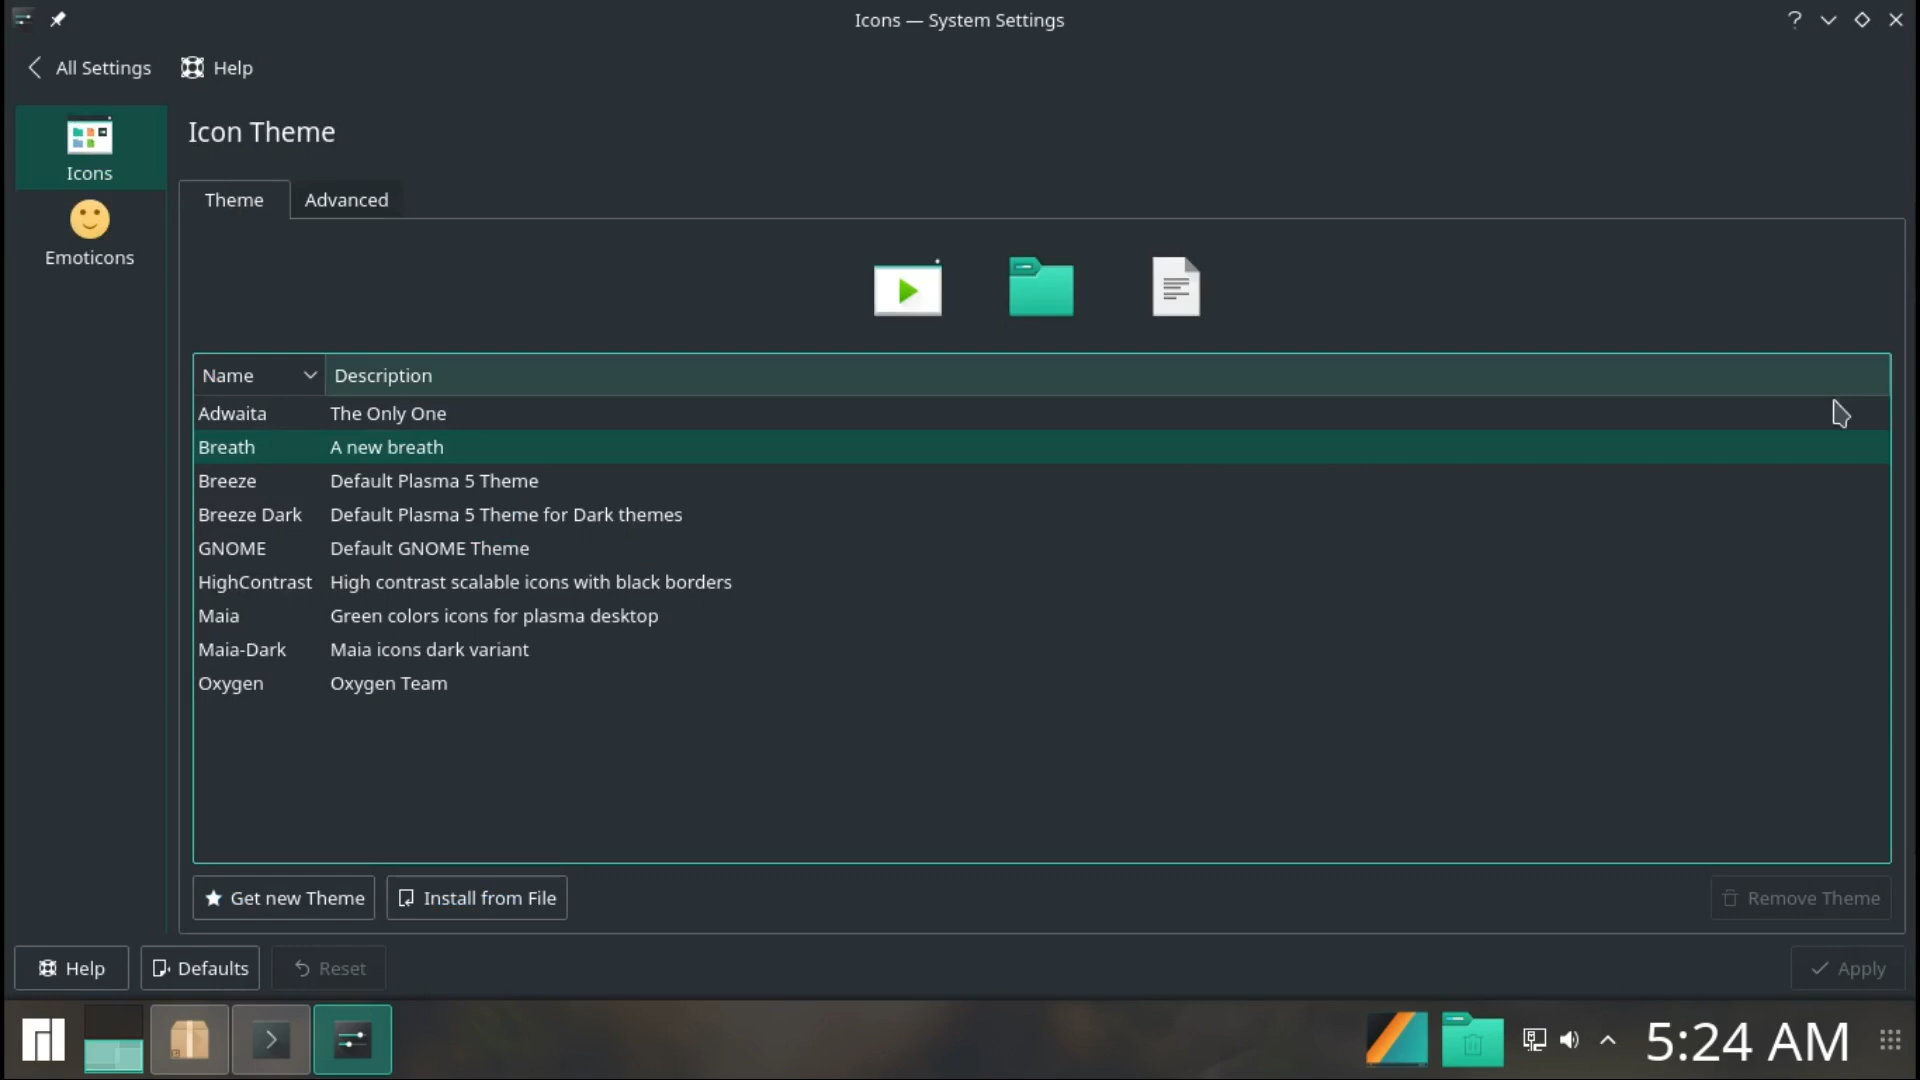 Icons — System Settings
All Settings
Help
Icons
Emoticons
Icon Theme
Theme
Advanced
Name
Description
Adwaita The Only One
Breath A new breath
Breeze Default Plasma 5 Theme
Breeze Dark Default Plasma 5 Theme for Dark themes
GNOME Default GNOME Theme
HighContrast High contrast scalable icons with black borders
Maia Green colors icons for plasma desktop
Maia-Dark Maia icons dark variant
Oxygen Oxygen Team
Get new Theme
Install from File
Remove Theme
Help
Defaults
Reset
Apply
5:24 AM